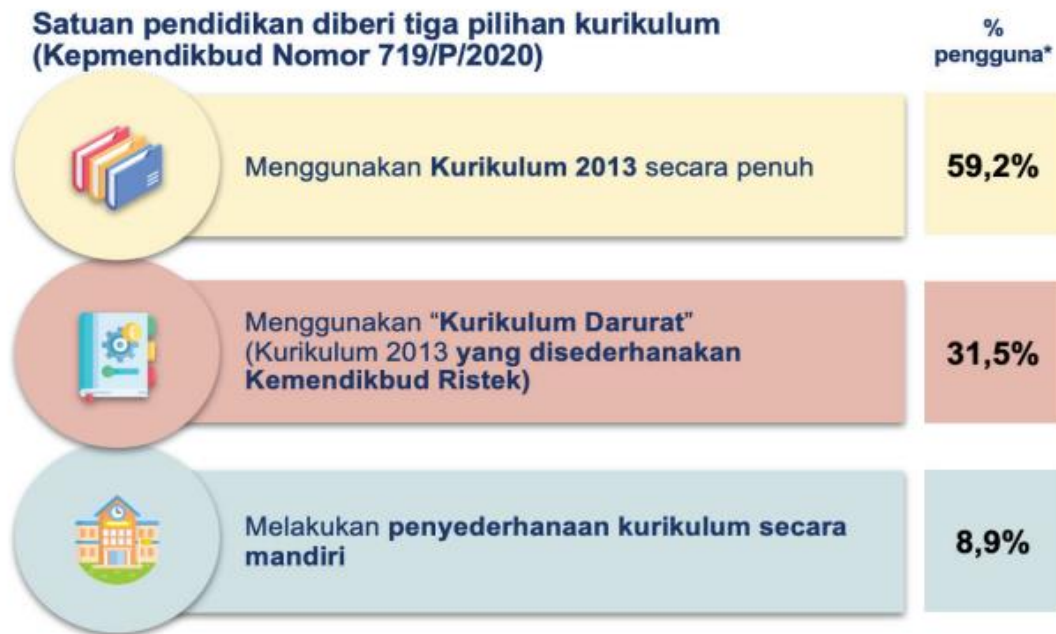 Satuan pendidikan diberi tiga pilihan kurikulum
(Kepmendikbud Nomor 719/P/2020)
%
pengguna*
Menggunakan Kurikulum 2013 secara penuh
59,2%
Menggunakan “Kurikulum Darurat”
(Kurikulum 2013 yang disederhanakan
Kemendikbud Ristek)
31,5%
Melakukan penyederhanaan kurikulum secara
mandiri
8,9%